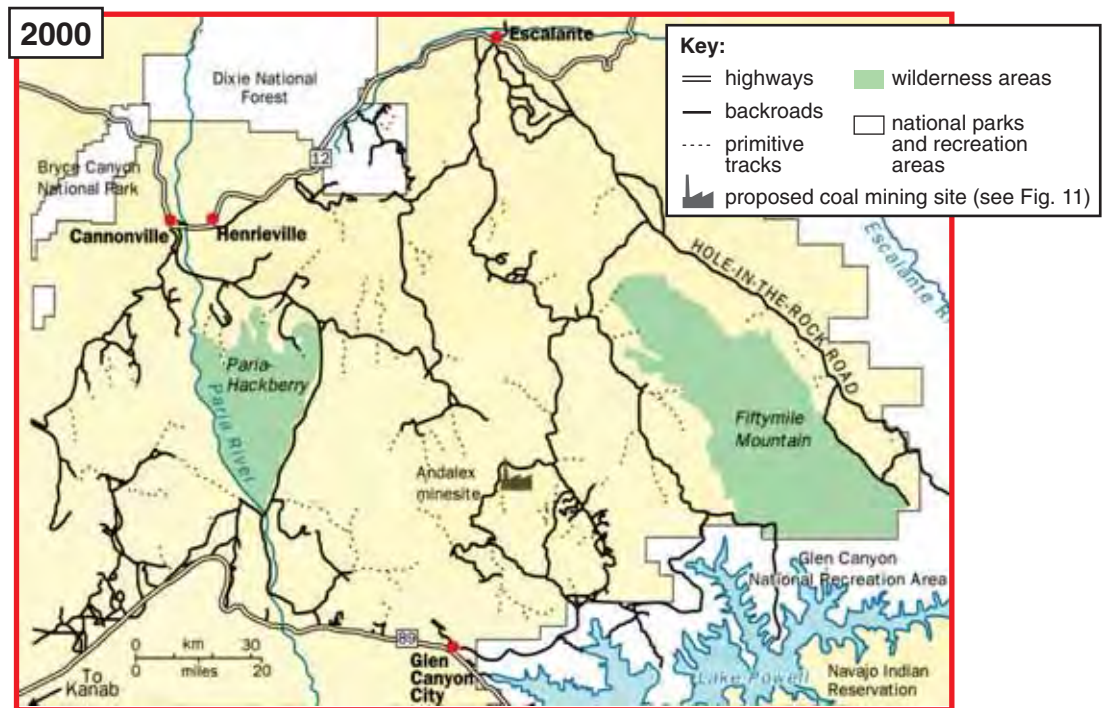 2000
Escalante
Dixie National
Forest
12
Bryce Canyon
National Park
Cannonville
Henrieville
Key:
highways
backroads
primitive
tracks
wilderness areas
national parks
and recreation
areas
proposed coal mining site (see Fig. 11)
Escalante Ri
HOLE-IN-THE-ROCK ROAD
Paria-
Hackberry
Paria River
Fiftymile
Mountain
Andalex
minesite
Glen Canyon
National Recreation Area
89
0 km 30
0 miles 20
To
Kanab
Glen
Canyon
City
Lake Powell
Navajo Indian
Reservation